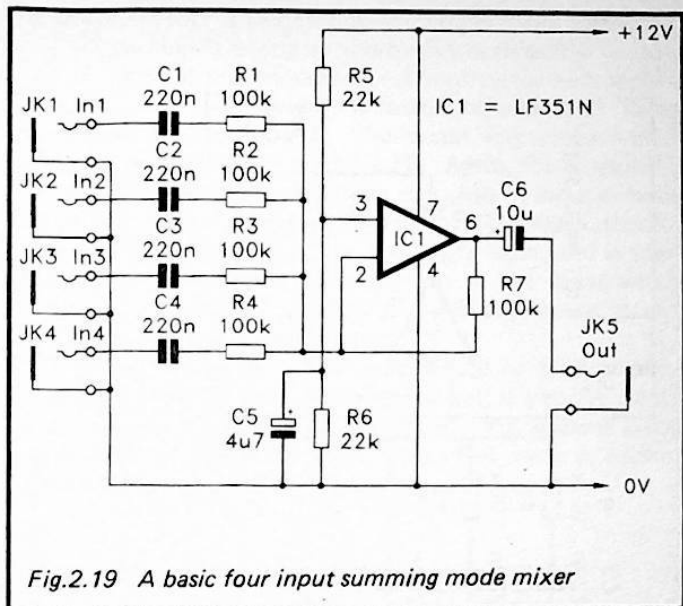 +12V
C1
R1
R5
22k
JK1
In1
220n
100k
IC1 = LF351N
C2
R2
JK2
In2
220n
100k
C6
10u
C3
R3
3
7
6
JK3
In3
220n
100k
IC1
+
2
4
R7
100k
C4
R4
JK4
In4
220n
100k
JK5
Out
C5
4u7
+
R6
22k
0V
Fig.2.19 A basic four input summing mode mixer